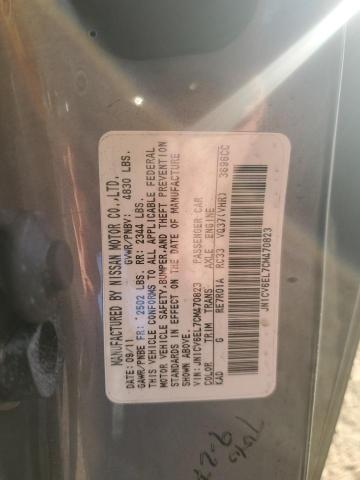 MANUFACTURED BY NISSAN MOTOR CO.,LTD.
DATE: 09/11 GVWR/PNBV: 4830 LBS.
GAWR/PNBE FR: 2502 LBS. RR: 2344 LBS.
THIS VEHICLE CONFORMS TO ALL APPLICABLE FEDERAL
MOTOR VEHICLE SAFETY,BUMPER,AND THEFT PREVENTION
STANDARDS IN EFFECT ON THE DATE OF MANUFACTURE
SHOWN ABOVE.
VIN:JN1CV6EL7CM470823 PASSENGER CAR
COLOR TRIM TRANS AXLE ENGINE
KAD G RE7R01A RC33 VQ37(VHR) 3696CC
JN1CV6EL7CM470823